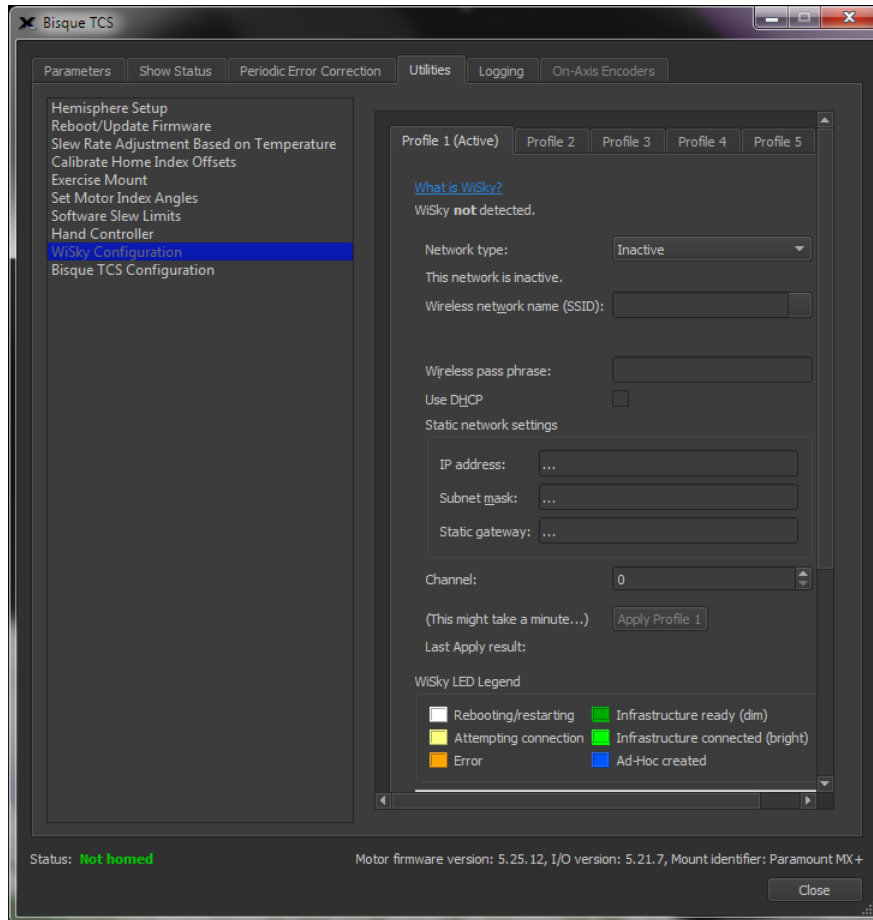 Bisque TCS
Parameters Show Status Periodic Error Correction Utilities Logging On-Axis Encoders
Hemisphere Setup
Reboot/Update Firmware
Slew Rate Adjustment Based on Temperature
Calibrate Home Index Offsets
Exercise Mount
Set Motor Index Angles
Software Slew Limits
Hand Controller
WiSky Configuration
Bisque TCS Configuration
Profile 1 (Active) Profile 2 Profile 3 Profile 4 Profile 5
What is WiSky?
WiSky not detected.
Network type: Inactive
This network is inactive.
Wireless network name (SSID):
Wireless pass phrase:
Use DHCP
Static network settings
IP address: ...
Subnet mask: ...
Static gateway: ...
Channel: 0
(This might take a minute...) Apply Profile 1
Last Apply result:
WiSky LED Legend
Rebooting/restarting Infrastructure ready (dim)
Attempting connection Infrastructure connected (bright)
Error Ad-Hoc created
Status: Not homed Motor firmware version: 5.25.12, I/O version: 5.21.7, Mount identifier: Paramount MX+
Close